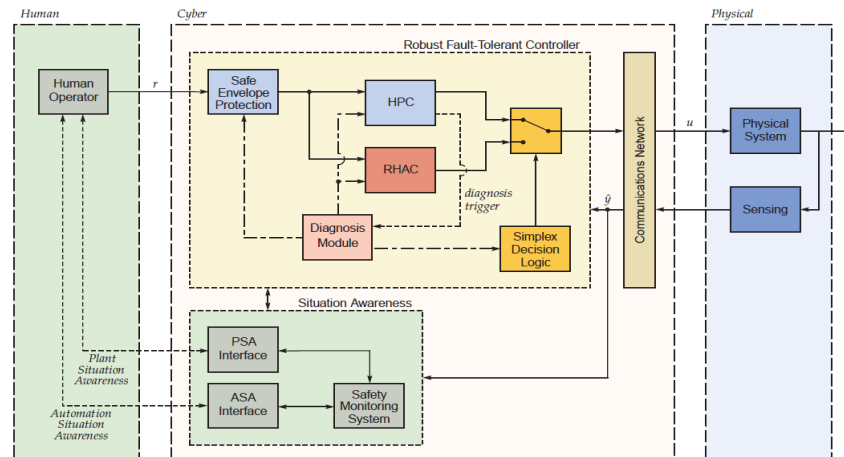 Human
Cyber
Physical
Robust Fault-Tolerant Controller
Human
Operator
r
Safe
Envelope
Protection
HPC
RHAC
diagnosis
trigger
Diagnosis
Module
Simplex
Decision
Logic
Communications Network
u
ŷ
Physical
System
Sensing
Situation Awareness
PSA
Interface
ASA
Interface
Safety
Monitoring
System
Plant
Situation
Awareness
Automation
Situation
Awareness